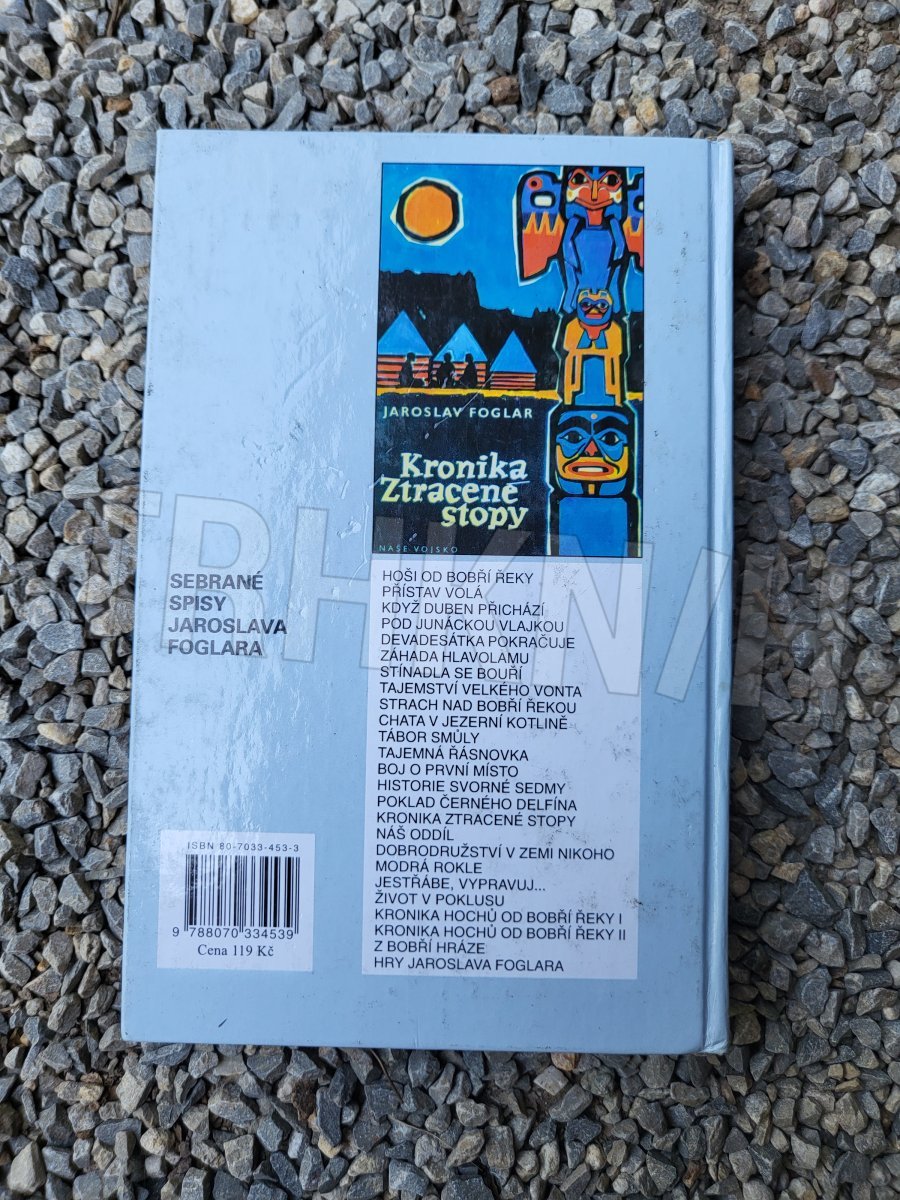 JAROSLAV FOGLAR
Kronika
Ztracené
stopy
NAŠE VOJSKO
SEBRANÉ
SPISY
JAROSLAVA
FOGLARA
HOŠI OD BOBŘÍ ŘEKY
PŘÍSTAV VOLÁ
KDYŽ DUBEN PŘICHÁZÍ
POD JUNÁCKOU VLAJKOU
DEVADESÁTKA POKRAČUJE
ZÁHADA HLAVOLAMU
STÍNADLA SE BOUŘÍ
TAJEMSTVÍ VELKÉHO VONTA
STRACH NAD BOBŘÍ ŘEKOU
CHATA V JEZERNÍ KOTLINĚ
TÁBOR SMŮLY
TAJEMNÁ ŘÁSNOVKA
BOJ O PRVNÍ MÍSTO
HISTORIE SVORNÉ SEDMY
POKLAD ČERNÉHO DELFÍNA
KRONIKA ZTRACENÉ STOPY
NÁŠ ODDÍL
DOBRODRUŽSTVÍ V ZEMI NIKOHO
MODRÁ ROKLE
JESTŘÁBE, VYPRAVUJ...
ŽIVOT V POKLUSU
KRONIKA HOCHŮ OD BOBŘÍ ŘEKY I
KRONIKA HOCHŮ OD BOBŘÍ ŘEKY II
Z BOBŘÍ HRÁZE
HRY JAROSLAVA FOGLARA
ISBN 80-7033-453-3
9 788070 334539
Cena 119 Kč